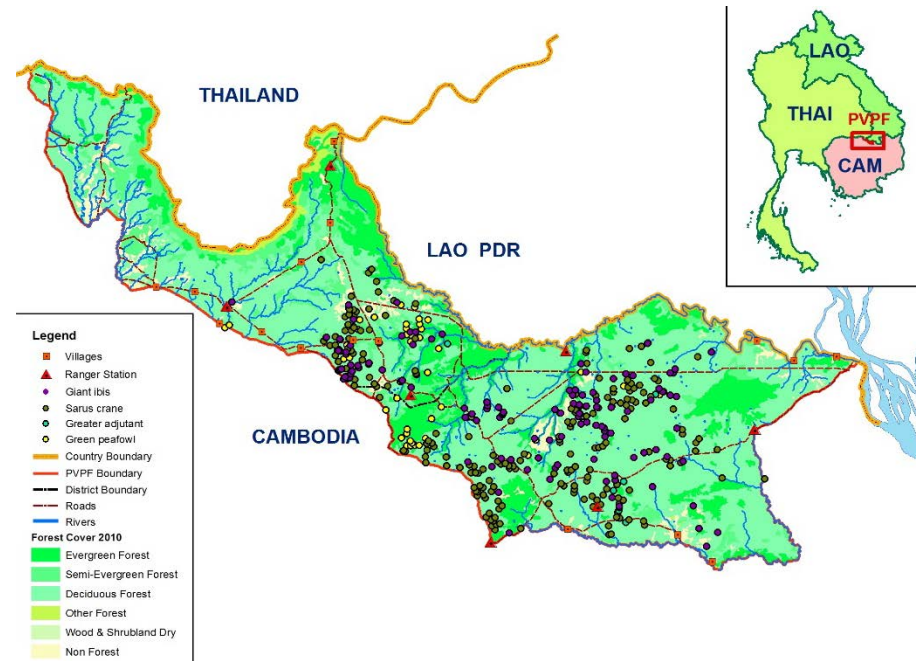 THAILAND
LAO PDR
CAMBODIA
LAO
THAI
PVPF
CAM
Legend
Villages
Ranger Station
Giant ibis
Sarus crane
Greater adjutant
Green peafowl
Country Boundary
PVPF Boundary
District Boundary
Roads
Rivers
Forest Cover 2010
Evergreen Forest
Semi-Evergreen Forest
Deciduous Forest
Other Forest
Wood & Shrubland Dry
Non Forest